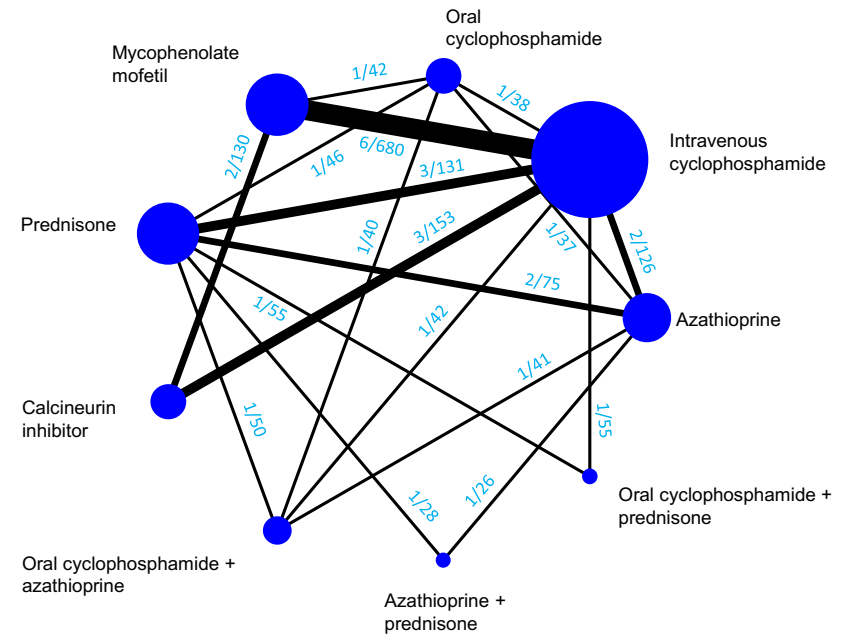 Oral
cyclophosphamide
Mycophenolate
mofetil
1/42
1/38
2/130
6/680
1/46
3/131
Intravenous
cyclophosphamide
Prednisone
1/40
3/153
1/37
2/126
2/75
1/55
1/42
Azathioprine
1/41
Calcineurin
inhibitor
1/50
1/55
1/28
1/26
Oral cyclophosphamide +
prednisone
Oral cyclophosphamide +
azathioprine
Azathioprine +
prednisone